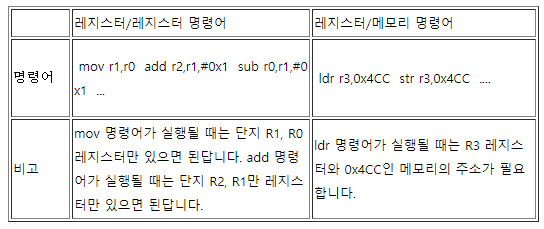 레지스터/레지스터 명령어
레지스터/메모리 명령어
명령어
mov r1,r0 add r2,r1,#0x1 sub r0,r1,#0
x1 ...
ldr r3,0x4CC str r3,0x4CC ....
비고
mov 명령어가 실행될 때는 단지 R1, R0
레지스터만 있으면 된답니다. add 명령
어가 실행될 때는 단지 R2, R1만 레지스
터만 있으면 된답니다.
ldr 명령어가 실행될 때는 R3 레지스
터와 0x4CC인 메모리의 주소가 필요
합니다.